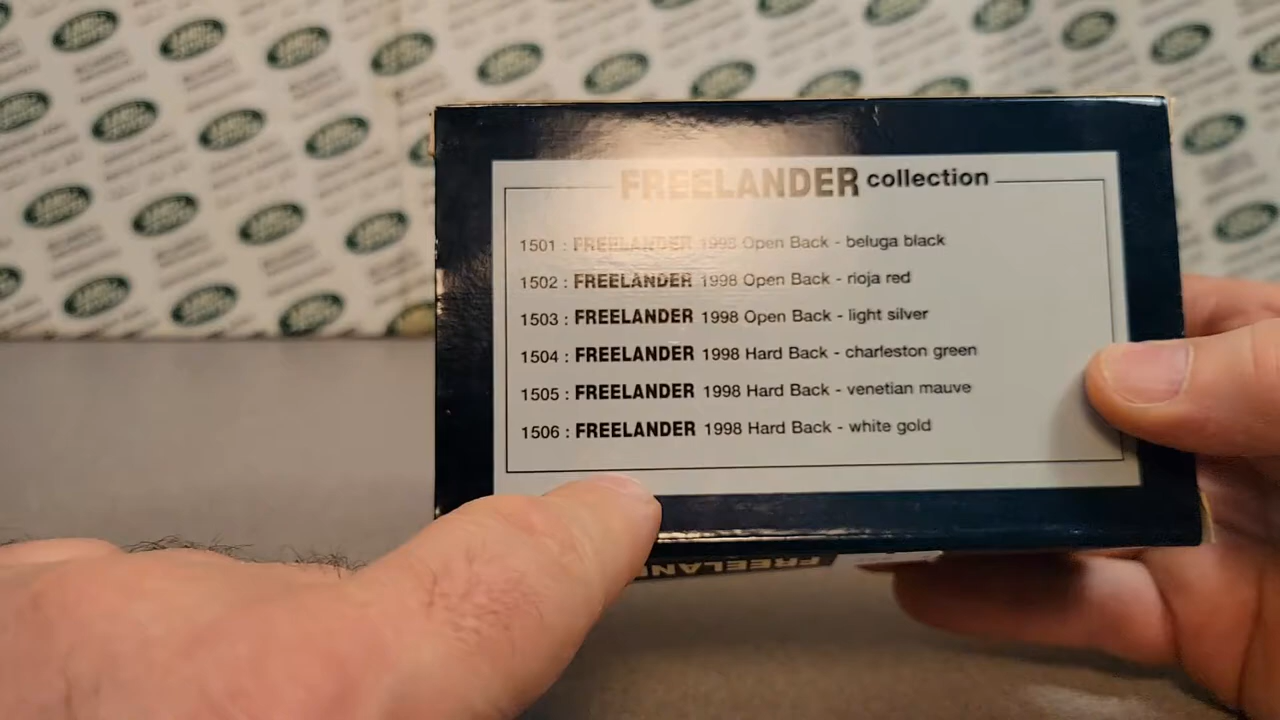 FREELANDER collection
1501 : FREELANDER 1998 Open Back - beluga black
1502 : FREELANDER 1998 Open Back - rioja red
1503 : FREELANDER 1998 Open Back - light silver
1504 : FREELANDER 1998 Hard Back - charleston green
1505 : FREELANDER 1998 Hard Back - venetian mauve
1506 : FREELANDER 1998 Hard Back - white gold